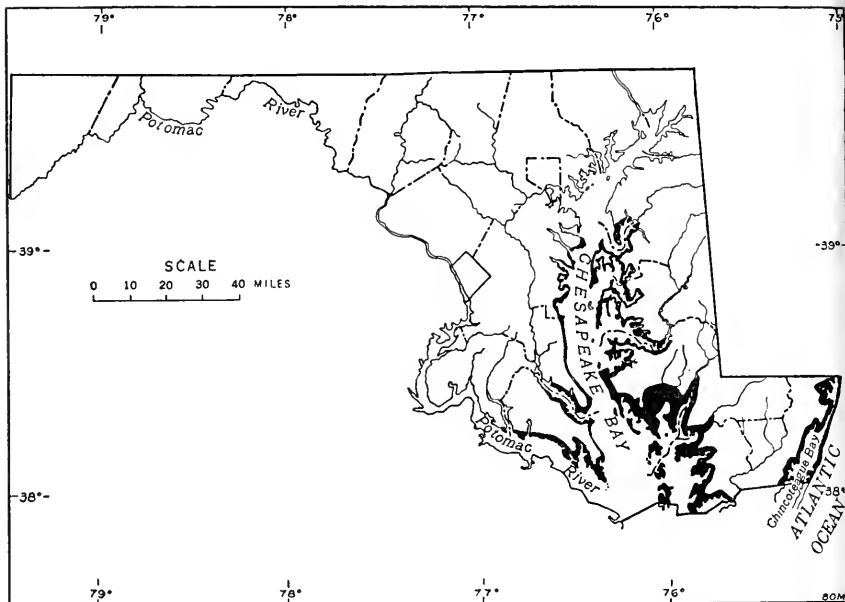 79° 78° 77° 76° 75°
Potomac River
39° 39°
SCALE
0 10 20 30 40 MILES
CHESAPEAKE BAY
Potomac River
Chincoteague Bay
38° 38°
ATLANTIC
OCEAN
79° 78° 77° 76° 80M